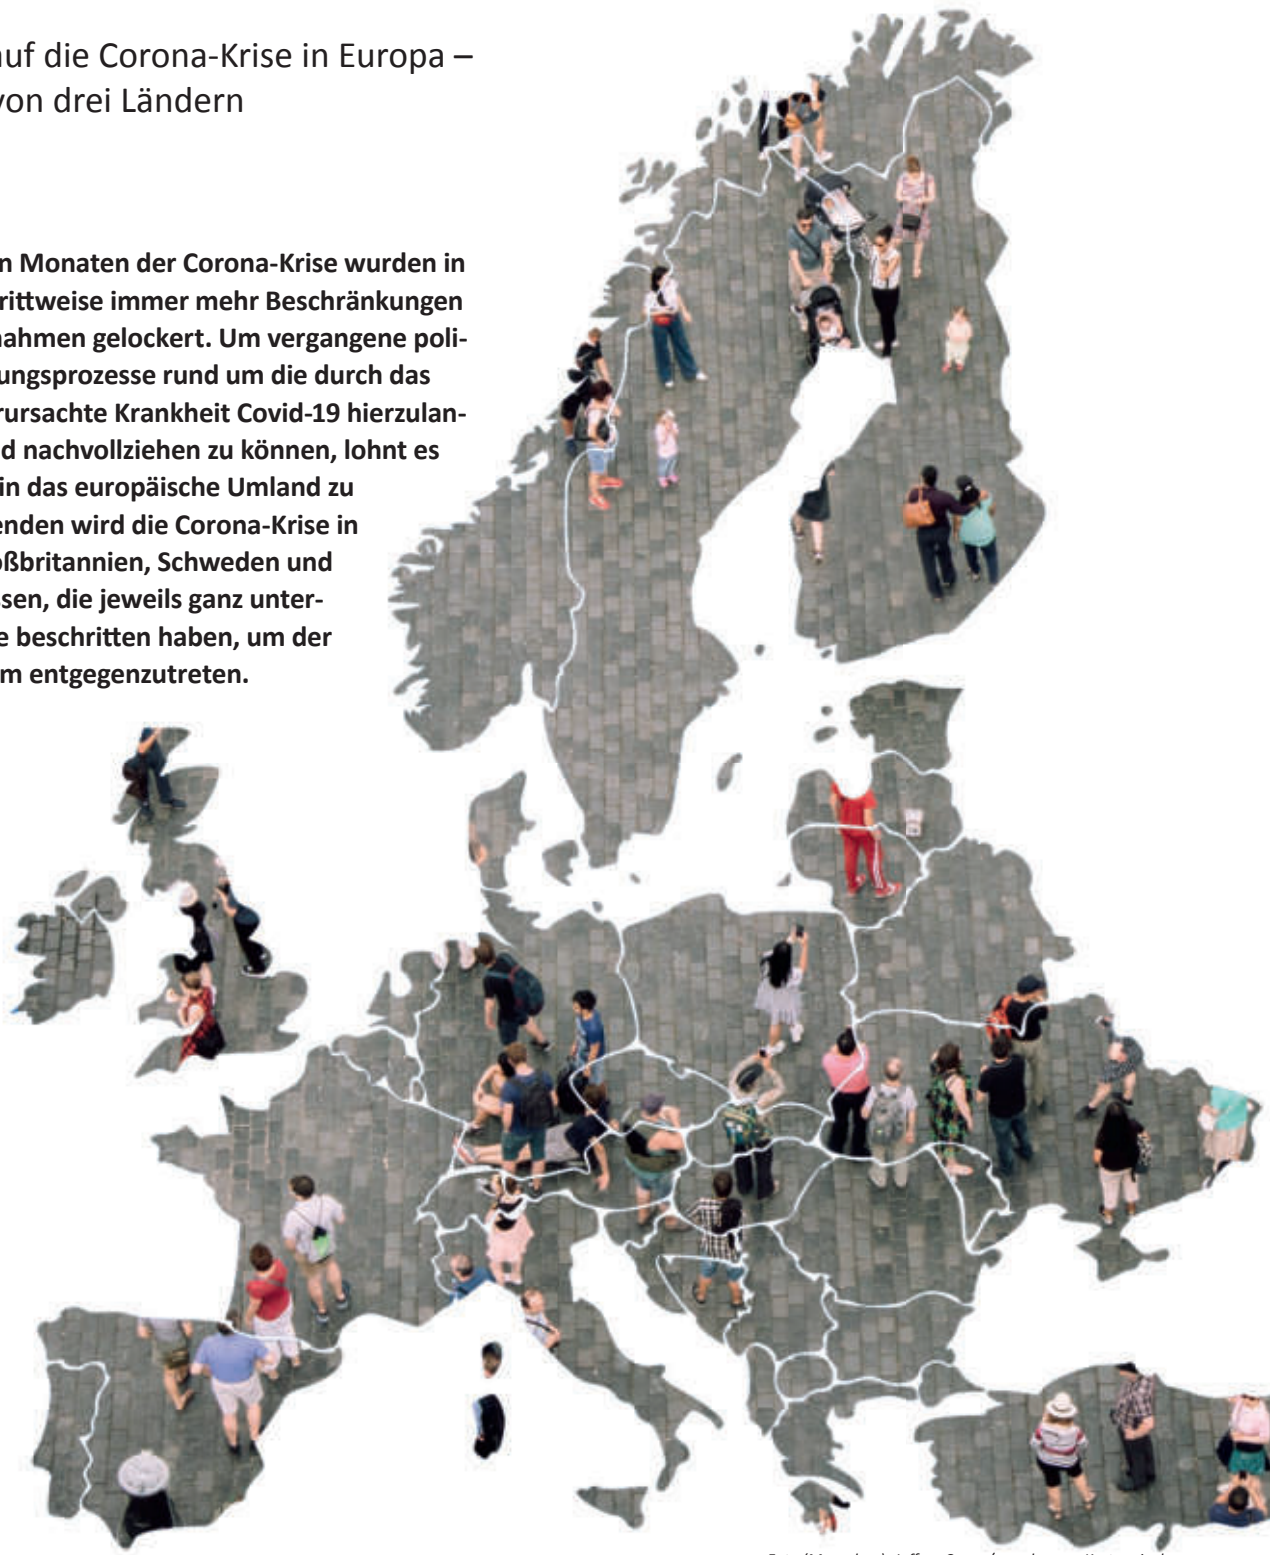 auf die Corona-Krise in Europa –
von drei Ländern
n Monaten der Corona-Krise wurden in
rittweise immer mehr Beschränkungen
nahmen gelockert. Um vergangene poli-
ungsprozesse rund um die durch das
rursachte Krankheit Covid-19 hierzulan-
d nachvollziehen zu können, lohnt es
in das europäische Umland zu
enden wird die Corona-Krise in
oßbritannien, Schweden und
ssen, die jeweils ganz unter-
e beschritten haben, um der
m entgegenzutreten.